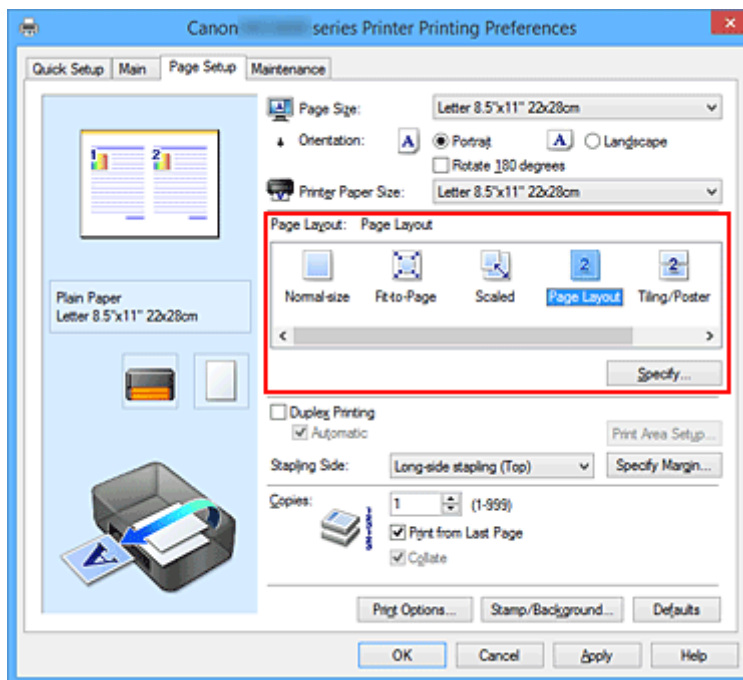 Canon series Printer Printing Preferences
Quick Setup Main Page Setup Maintenance
Page Size: Letter 8.5"x11" 22x28cm
Orientation: A Portrait A Landscape
Rotate 180 degrees
Printer Paper Size: Letter 8.5"x11" 22x28cm
Page Layout: Page Layout
1 2
2 2
Normal-size Fit-to-Page Scaled Page Layout Tiling/Poster
Plain Paper
Letter 8.5"x11" 22x28cm
Specify...
Duplex Printing
Automatic Print Area Setup...
Stapling Side: Long-side stapling (Top) Specify Margin...
Copies: 1 (1-999)
Print from Last Page
Collate
A
Print Options... Stamp/Background... Defaults
OK Cancel Apply Help